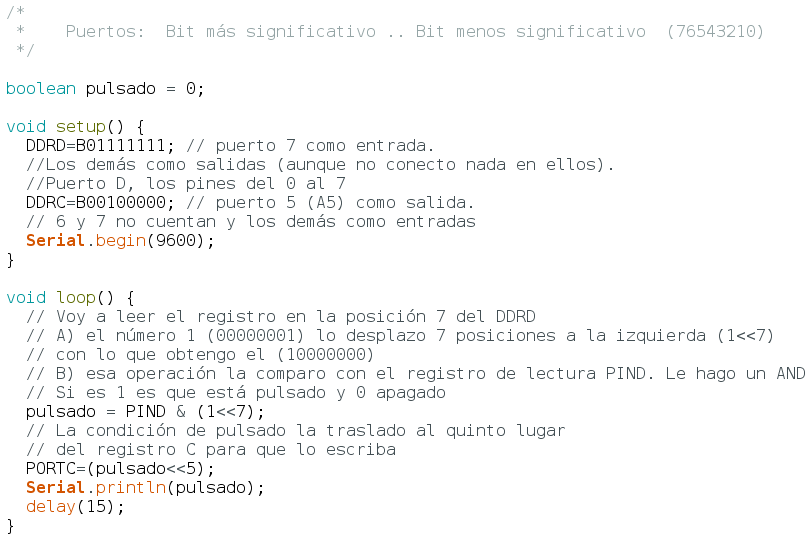 /*
 *    Puertos:  Bit más significativo .. Bit menos significativo  (76543210)
 */

boolean pulsado = 0;

void setup() {
  DDRD=B01111111; // puerto 7 como entrada.
  //Los demás como salidas (aunque no conecto nada en ellos).
  //Puerto D, los pines del 0 al 7
  DDRC=B00100000; // puerto 5 (A5) como salida.
  // 6 y 7 no cuentan y los demás como entradas
  Serial.begin(9600);
}

void loop() {
  // Voy a leer el registro en la posición 7 del DDRD
  // A) el número 1 (00000001) lo desplazo 7 posiciones a la izquierda (1<<7)
  // con lo que obtengo el (10000000)
  // B) esa operación la comparo con el registro de lectura PIND. Le hago un AND
  // Si es 1 es que está pulsado y 0 apagado
  pulsado = PIND & (1<<7);
  // La condición de pulsado la traslado al quinto lugar
  // del registro C para que lo escriba
  PORTC=(pulsado<<5);
  Serial.println(pulsado);
  delay(15);
}